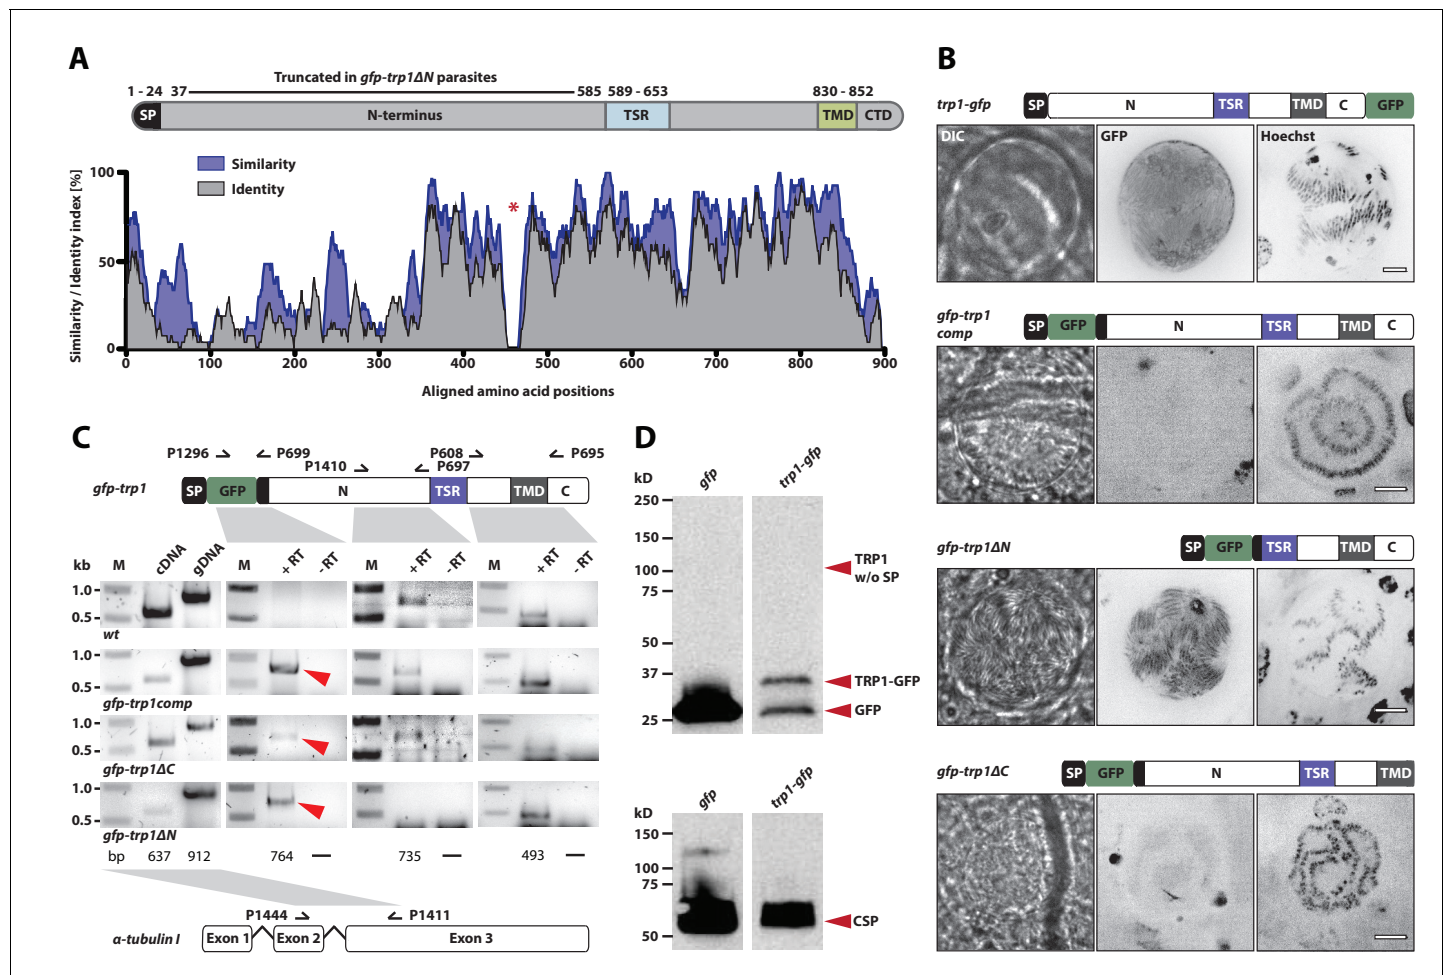 A
Truncated in gfp-trp1ΔN parasites
1 - 24 37 585 589 - 653 830 - 852
SP N-terminus TSR TMD CTD
Similarity
Identity
Similarity / Identity index [%]
100
50
0
*
0 100 200 300 400 500 600 700 800 900
Aligned amino acid positions
B
trp1-gfp
SP N TSR TMD C GFP
DIC GFP Hoechst
gfp-trp1
comp
SP GFP N TSR TMD C
gfp-trp1ΔN
SP GFP TSR TMD C
gfp-trp1ΔC
SP GFP N TSR TMD
C
P1296 P699 P608 P695
P1410 P697
gfp-trp1
SP GFP N TSR TMD C
kb M cDNA gDNA M + RT - RT M + RT - RT M + RT - RT
1.0
0.5
wt
1.0
0.5
gfp-trp1comp
1.0
0.5
gfp-trp1ΔC
1.0
0.5
gfp-trp1ΔN
bp 637 912 764 — 735 — 493 —
P1444 P1411
α-tubulin I
Exon 1 Exon 2 Exon 3
D
kD gfp trp1-gfp
250
150
100
75
50
37
25
TRP1
w/o SP
TRP1-GFP
GFP
kD gfp trp1-gfp
150
100
75
50
CSP